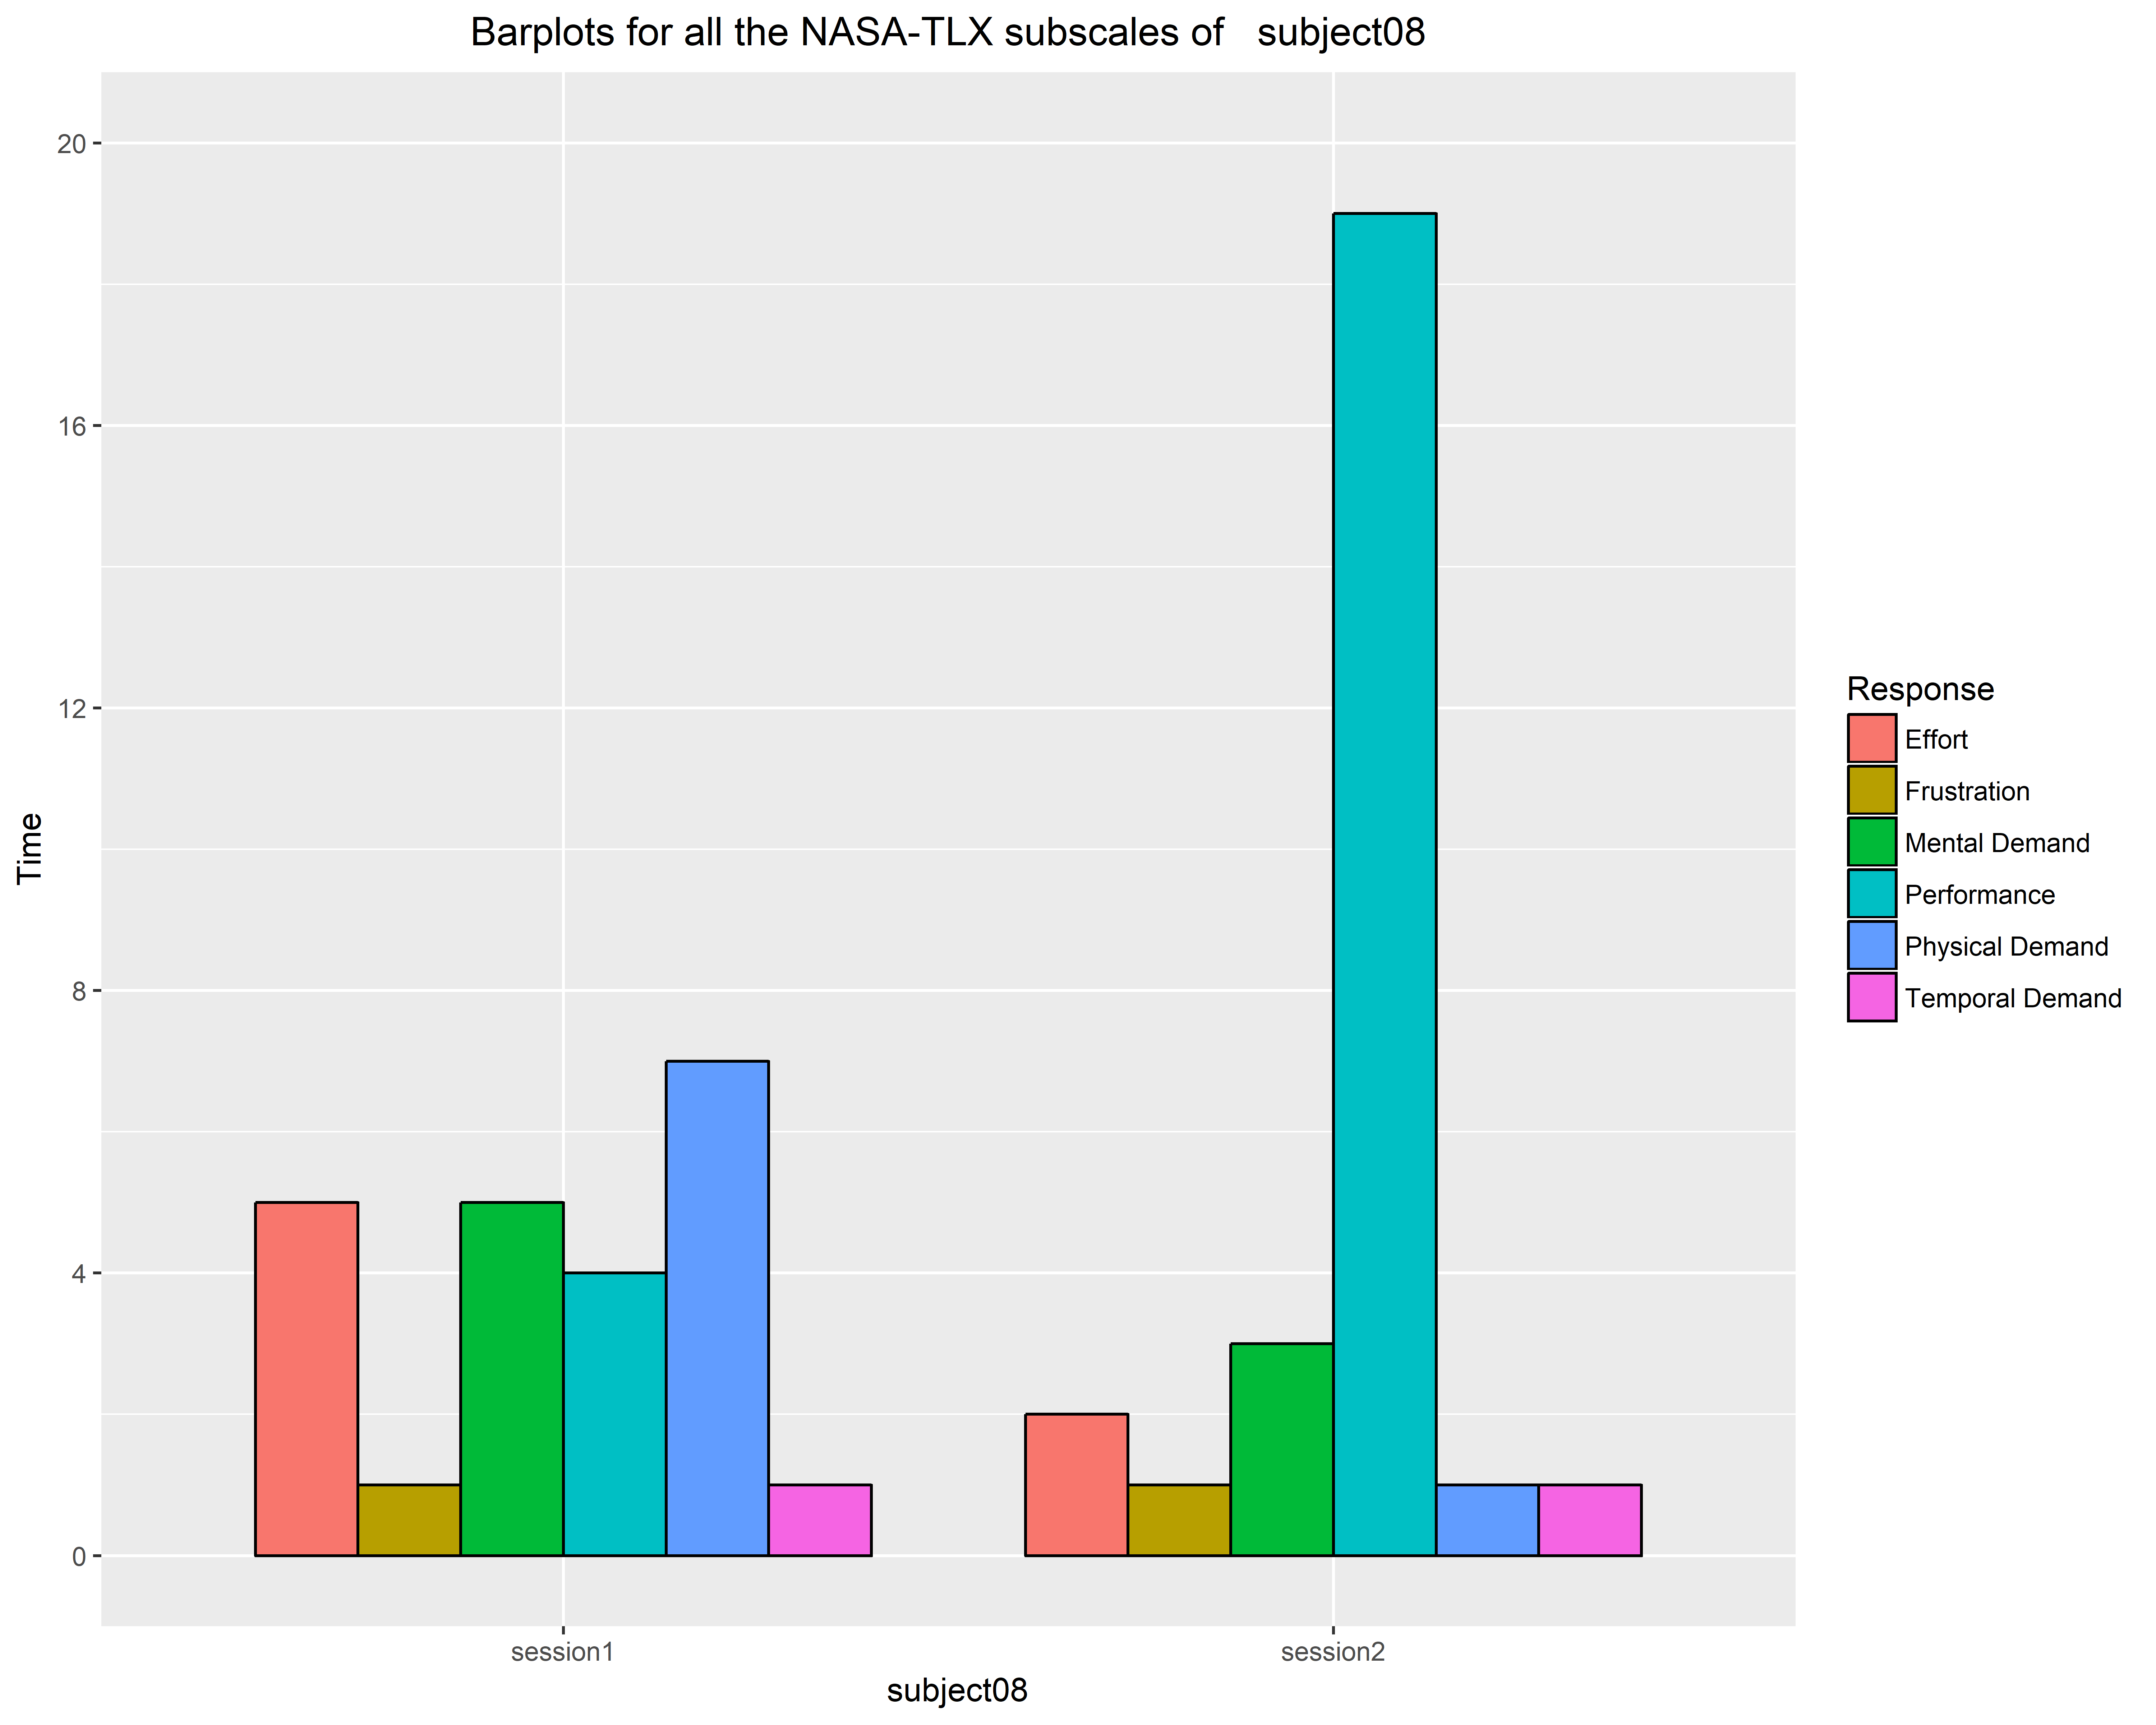 Barplots for all the NASA-TLX subscales of   subject08
20
16
12
8
4
0
Time
session1
session2
subject08
Response
Effort
Frustration
Mental Demand
Performance
Physical Demand
Temporal Demand